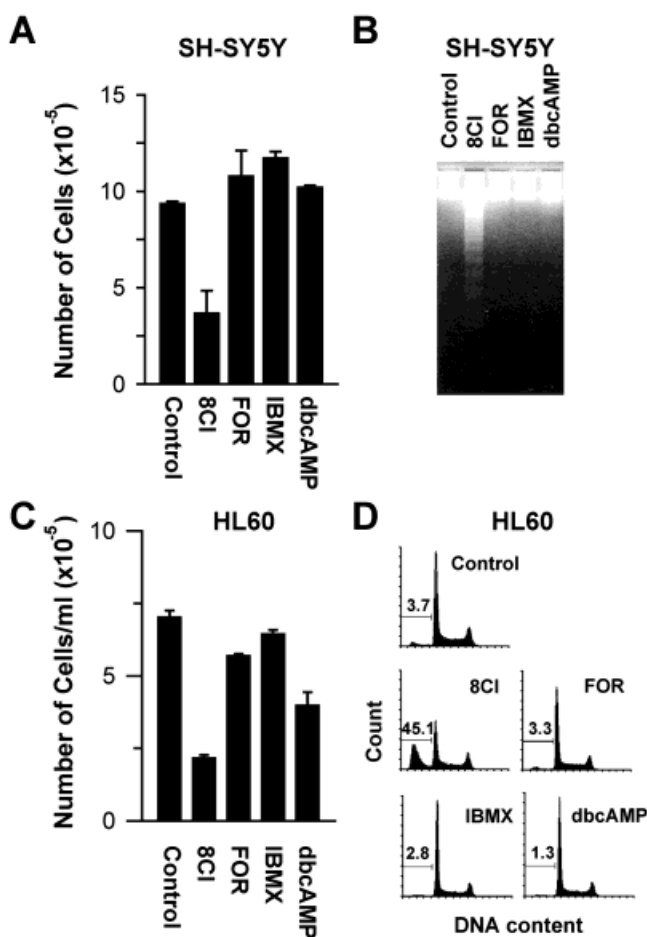 A
SH-SY5Y
Number of Cells (x10-5)
15
10
5
0
Control
8Cl
FOR
IBMX
dbcAMP
B
SH-SY5Y
Control
8Cl
FOR
IBMX
dbcAMP
C
HL60
Number of Cells/ml (x10-5)
10
5
0
Control
8Cl
FOR
IBMX
dbcAMP
D
HL60
Control
3.7
8Cl
45.1
FOR
3.3
IBMX
2.8
dbcAMP
1.3
Count
DNA content